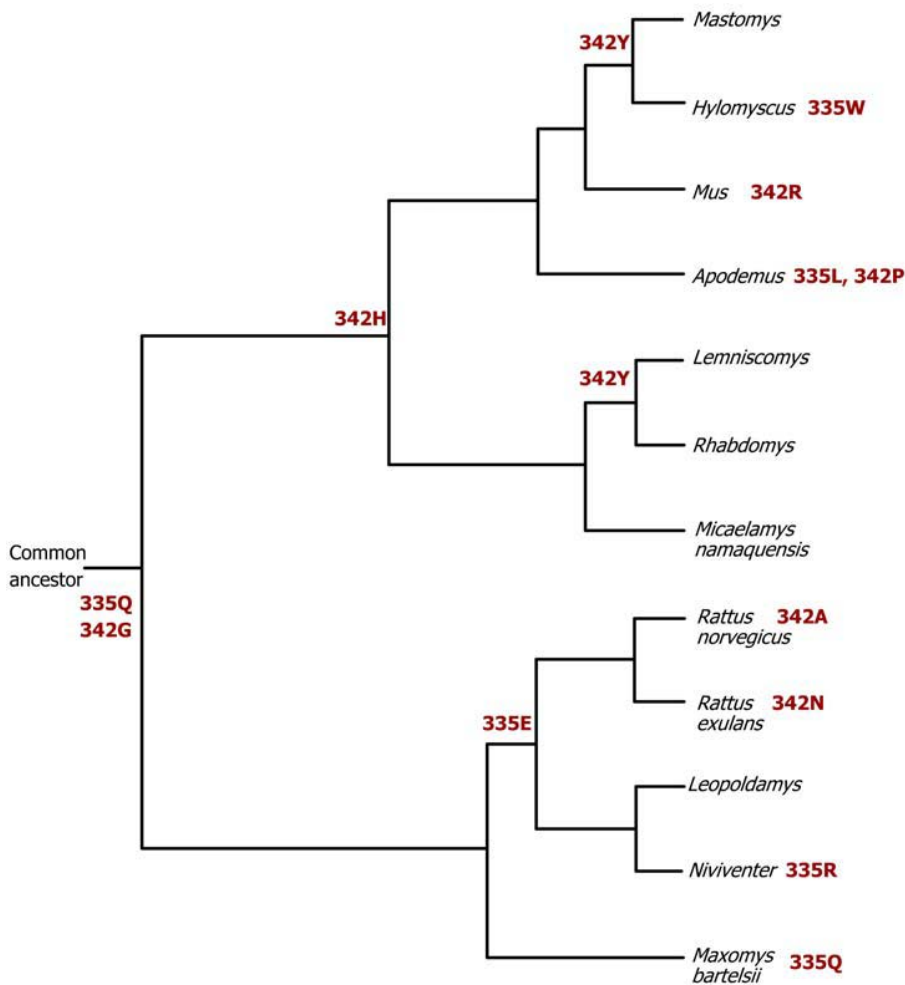 Mastomys
342Y
Hylomyscus 335W
Mus 342R
Apodemus 335L, 342P
342H
Lemniscomys
342Y
Rhabdomys
Micaelamys
namaquensis
Common
ancestor
335Q
342G
Rattus 342A
norvegicus
Rattus 342N
exulans
335E
Leopoldamys
Niviventer 335R
Maxomys 335Q
bartelsii